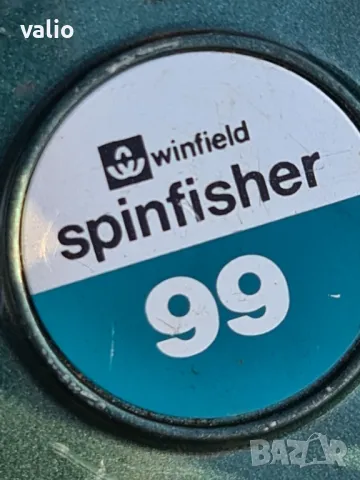 valio
winfield
spinfisher
99
BAZAR